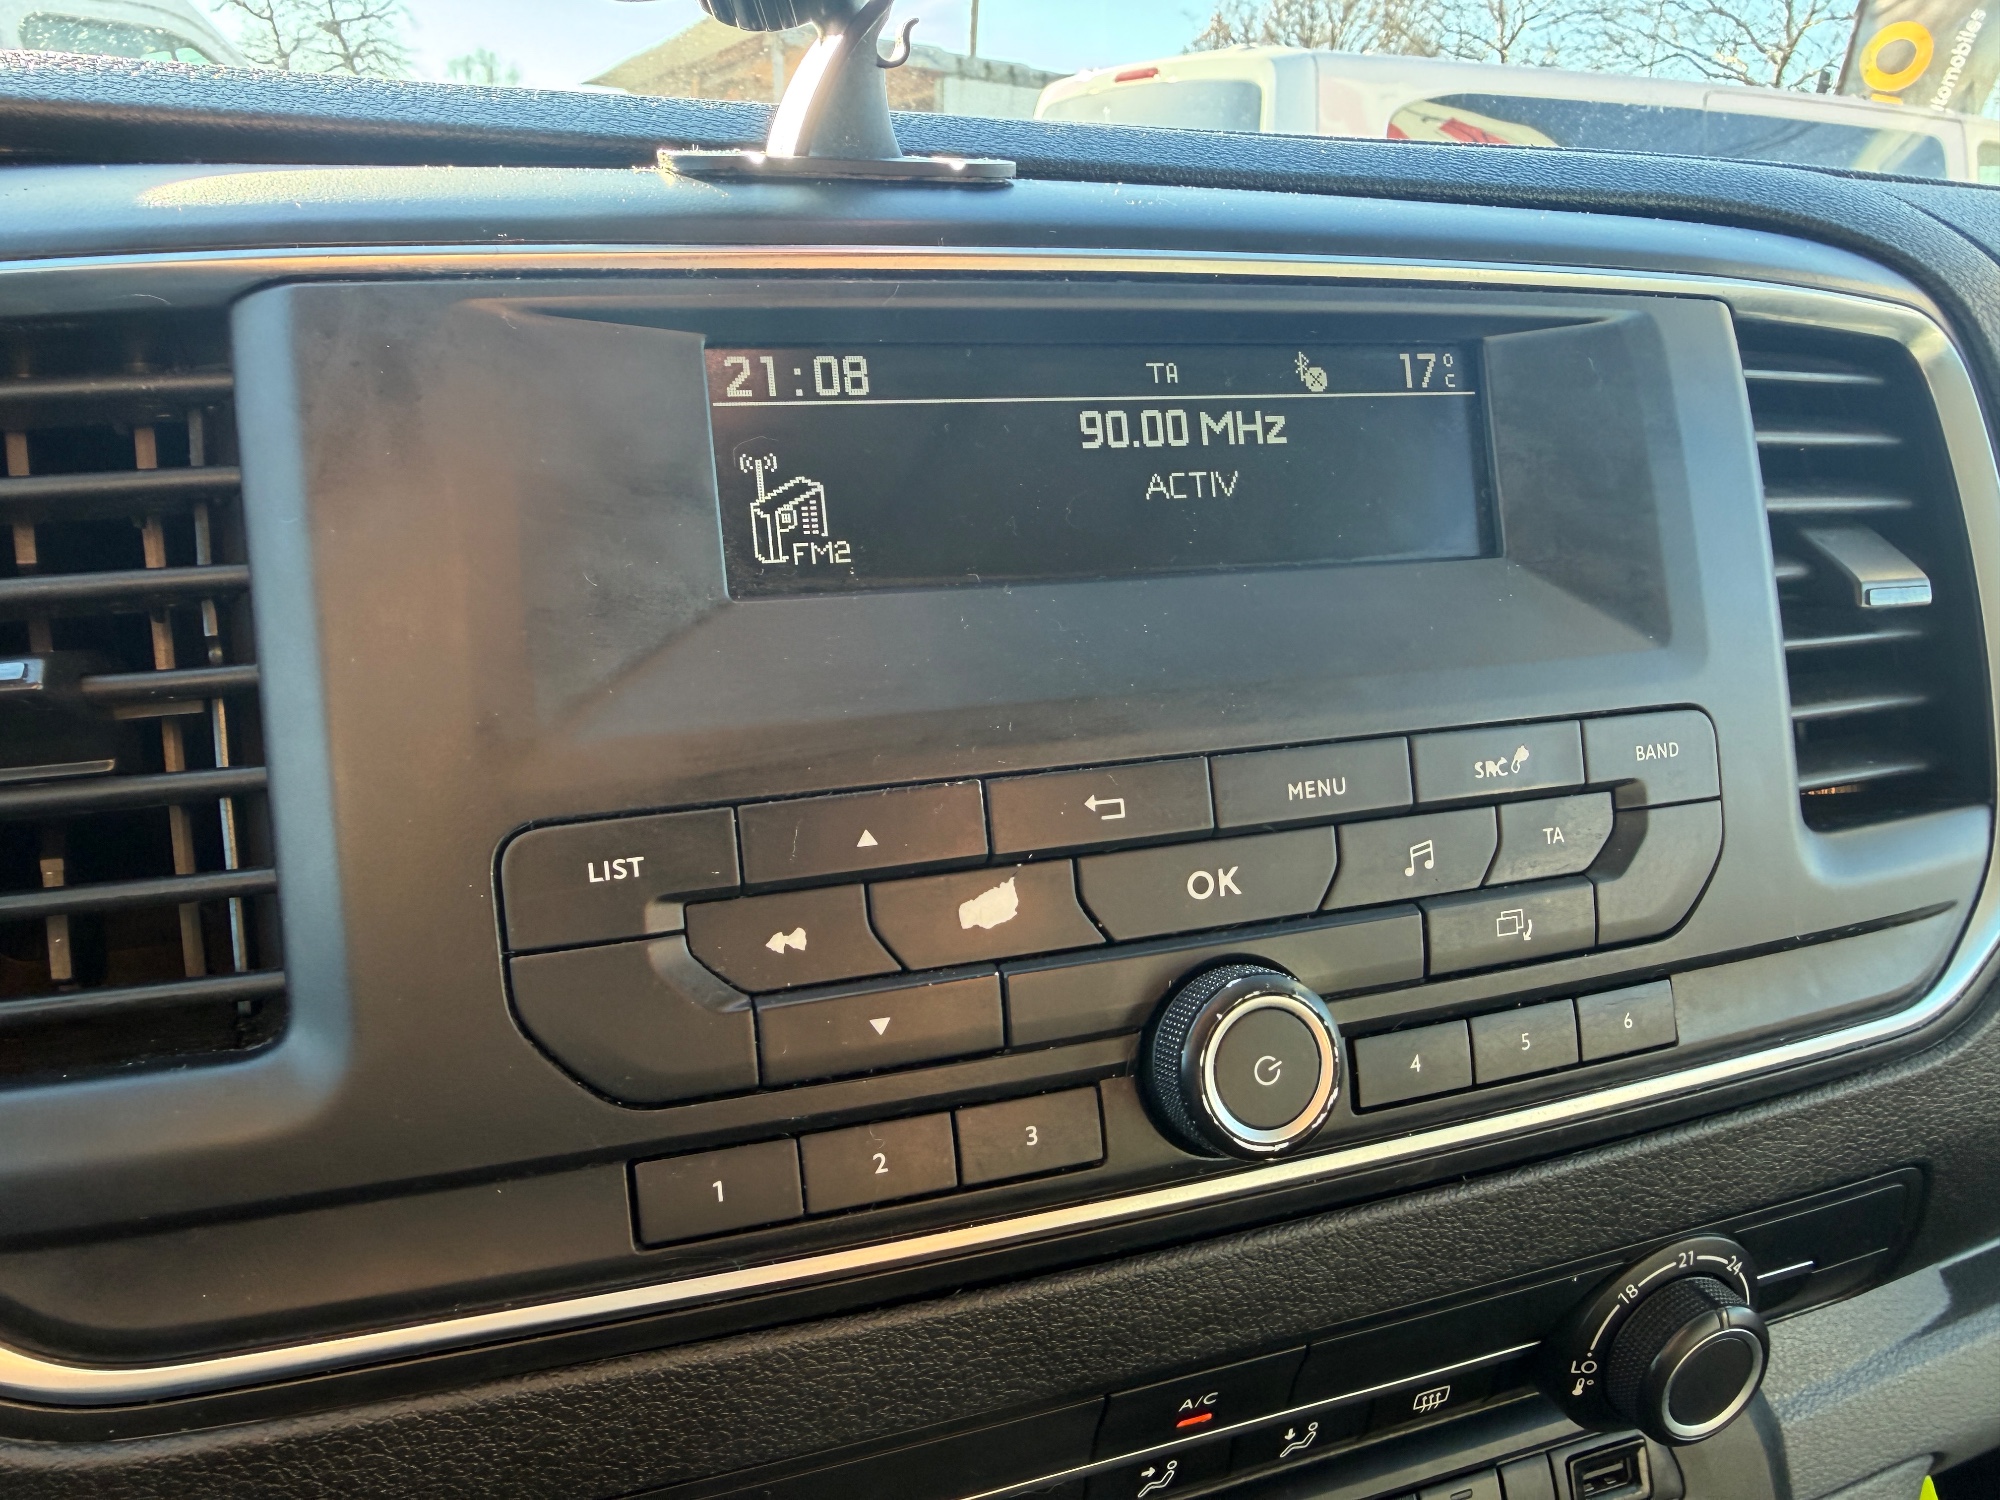 tomobiles
21:08 TA 17°C
90.00 MHz
ACTIV
FM2
LIST
MENU
SRC
BAND
OK
TA
1
2
3
4
5
6
18 21 24
LO
A/C